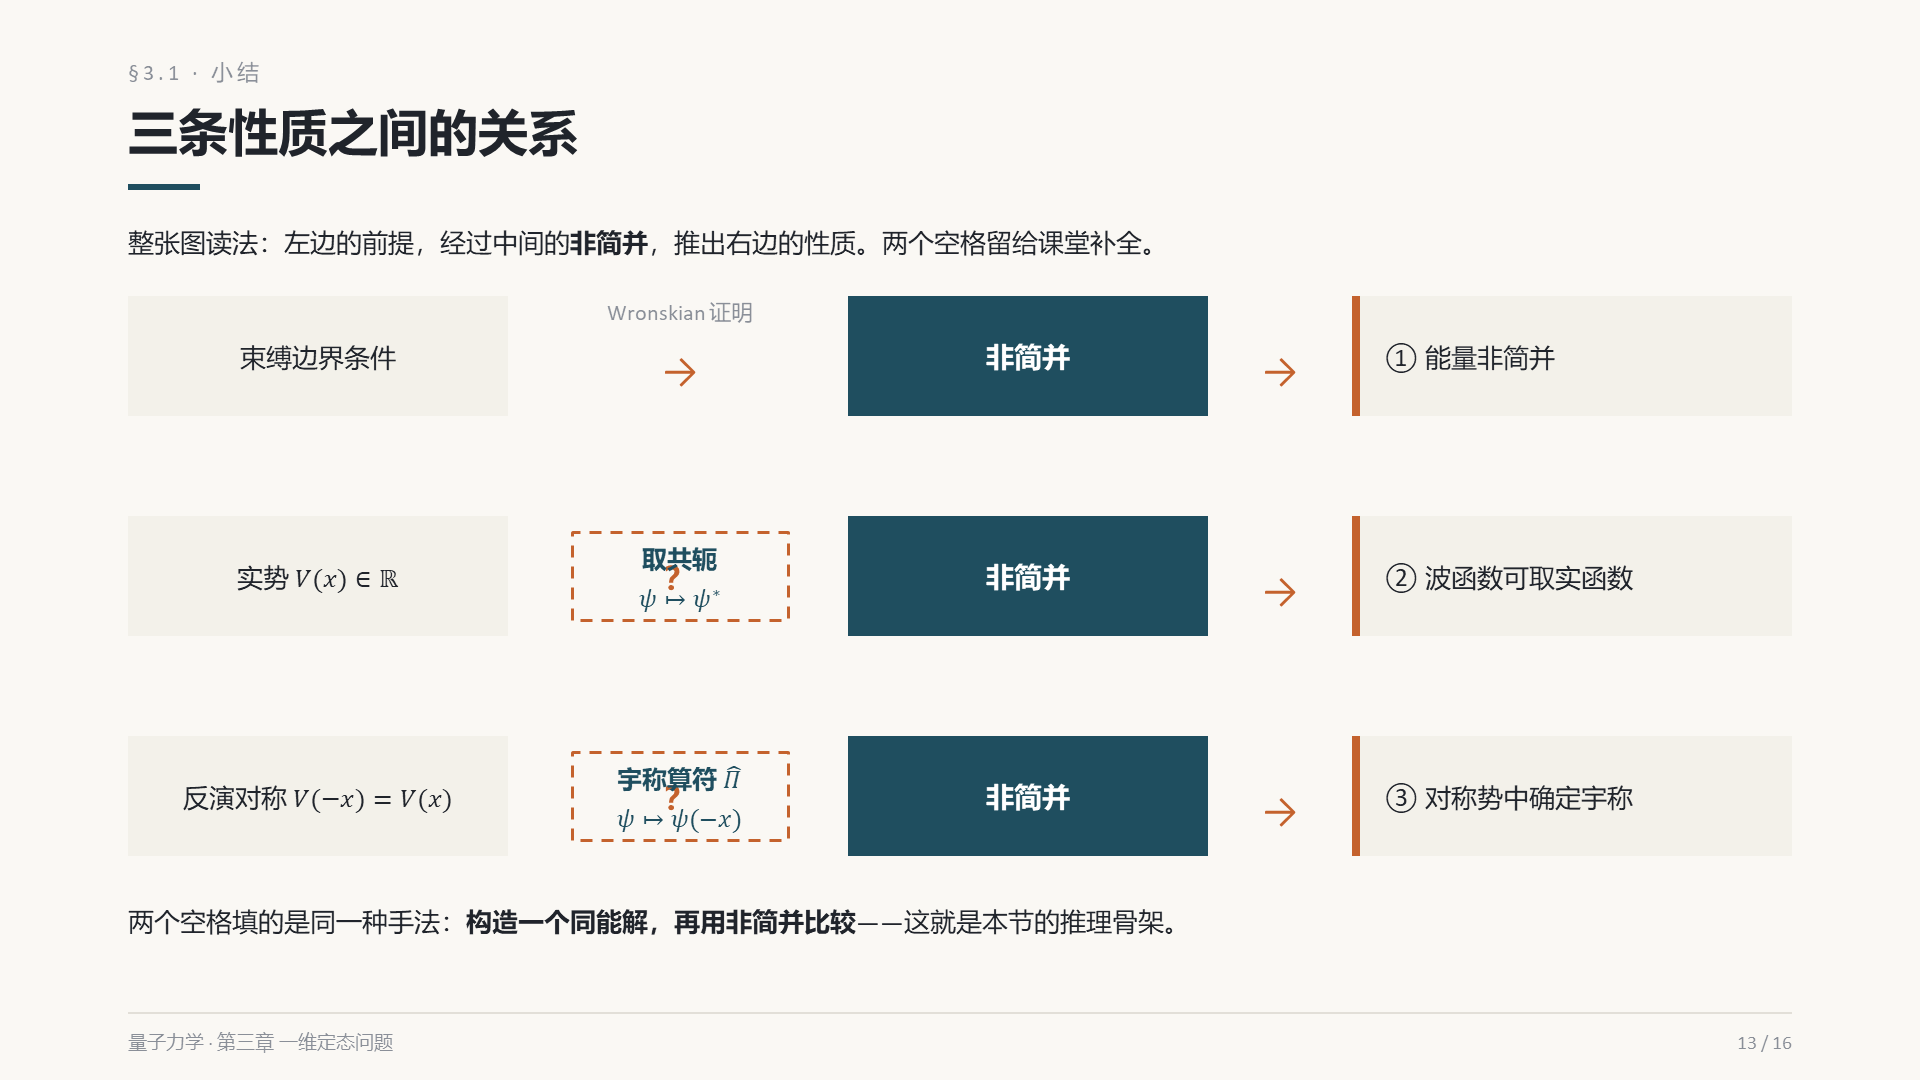 §3.1 · 小结
三条性质之间的关系
整张图读法：左边的前提，经过中间的非简并，推出右边的性质。两个空格留给课堂补全。
束缚边界条件
Wronskian 证明
→
非简并
→
① 能量非简并
实势 V(x) ∈ ℝ
取共轭
?
ψ ↦ ψ*
非简并
→
② 波函数可取实函数
反演对称 V(−x) = V(x)
宇称算符 Π̂
?
ψ ↦ ψ(−x)
非简并
→
③ 对称势中确定宇称
两个空格填的是同一种手法：构造一个同能解，再用非简并比较——这就是本节的推理骨架。
量子力学 · 第三章 一维定态问题
13 / 16